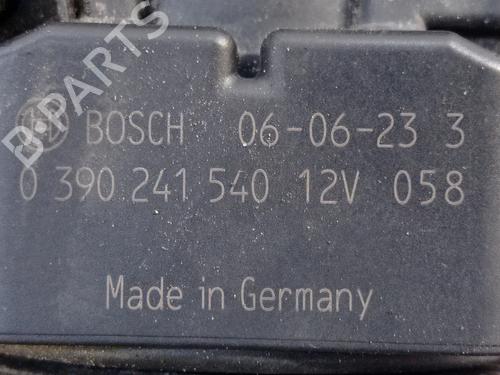 B-PARTS
BOSCH 06-06-23 3
0 390 241 540 12V 058
Made in Germany